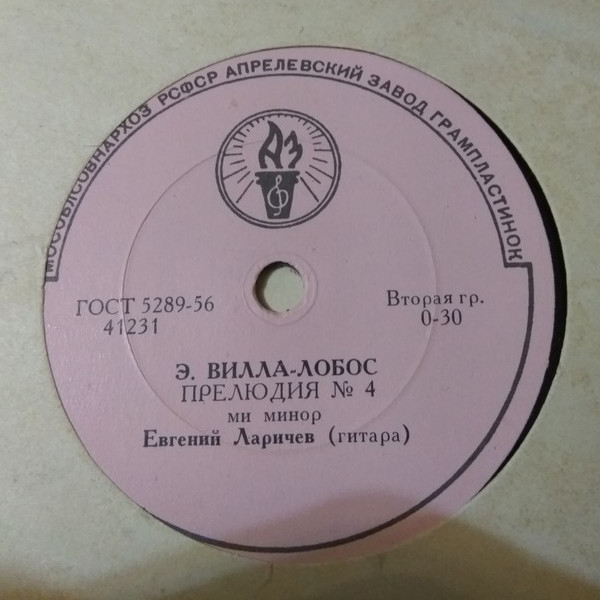 МОСОБЛСОВНАРХОЗ РСФСР АПРЕЛЕВСКИЙ ЗАВОД ГРАМПЛАСТИНОК
АЗ
ГОСТ 5289-56
41231
Вторая гр.
0-30
Э. ВИЛЛА-ЛОБОС
ПРЕЛЮДИЯ № 4
ми минор
Евгений Ларичев (гитара)